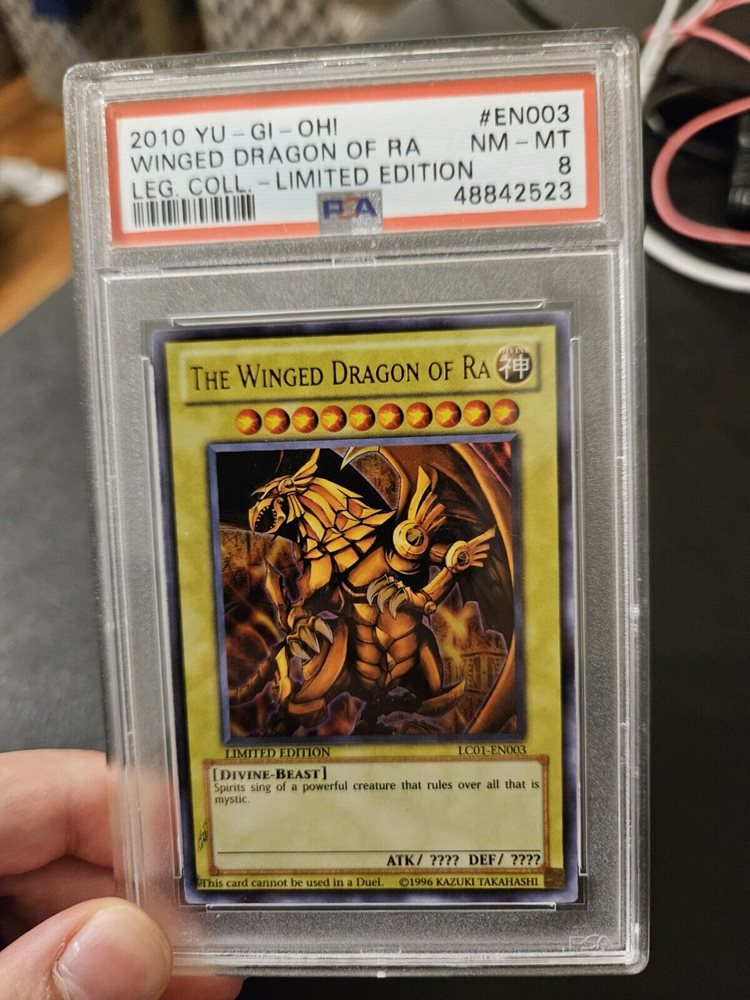 2010 YU-GI-OH! #EN003
WINGED DRAGON OF RA NM-MT
LEG. COLL. -LIMITED EDITION 8
PSA 48842523
THE WINGED DRAGON OF RA
DIVINE
神
LIMITED EDITION LC01-EN003
[DIVINE-BEAST]
Spirits sing of a powerful creature that rules over all that is
mystic.
ATK/ ???? DEF/ ????
This card cannot be used in a Duel. ©1996 KAZUKI TAKAHASHI
PSA